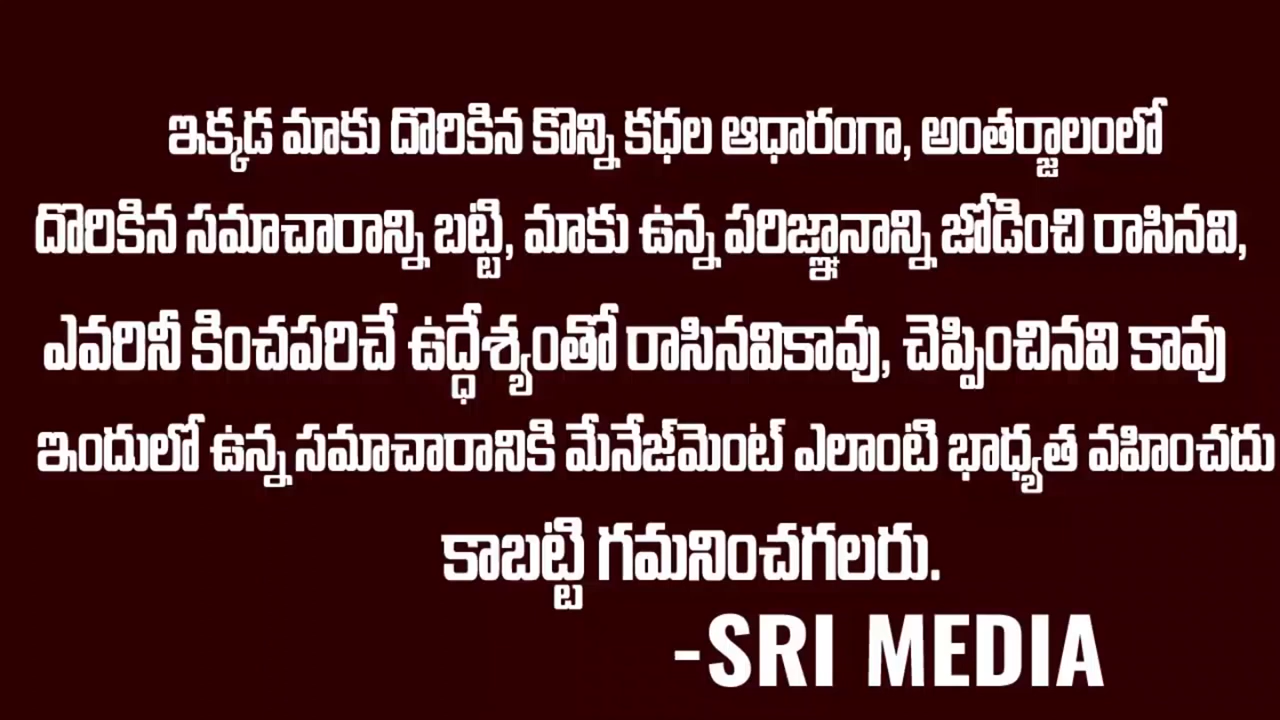 ఇక్కడ మాకు దొరికిన కొన్ని కధల ఆధారంగా, అంతర్జాలంలో
దొరికిన సమాచారాన్ని బట్టి, మాకు ఉన్న పరిజ్ఞానాన్ని జోడించి రాసినవి,
ఎవరినీ కించపరిచే ఉద్ధేశ్యంతో రాసినవికావు, చెప్పించినవి కావు
ఇందులో ఉన్న సమాచారానికి మేనేజ్‌మెంట్ ఎలాంటి భాధ్యత వహించదు
కాబట్టి గమనించగలరు.
-SRI MEDIA